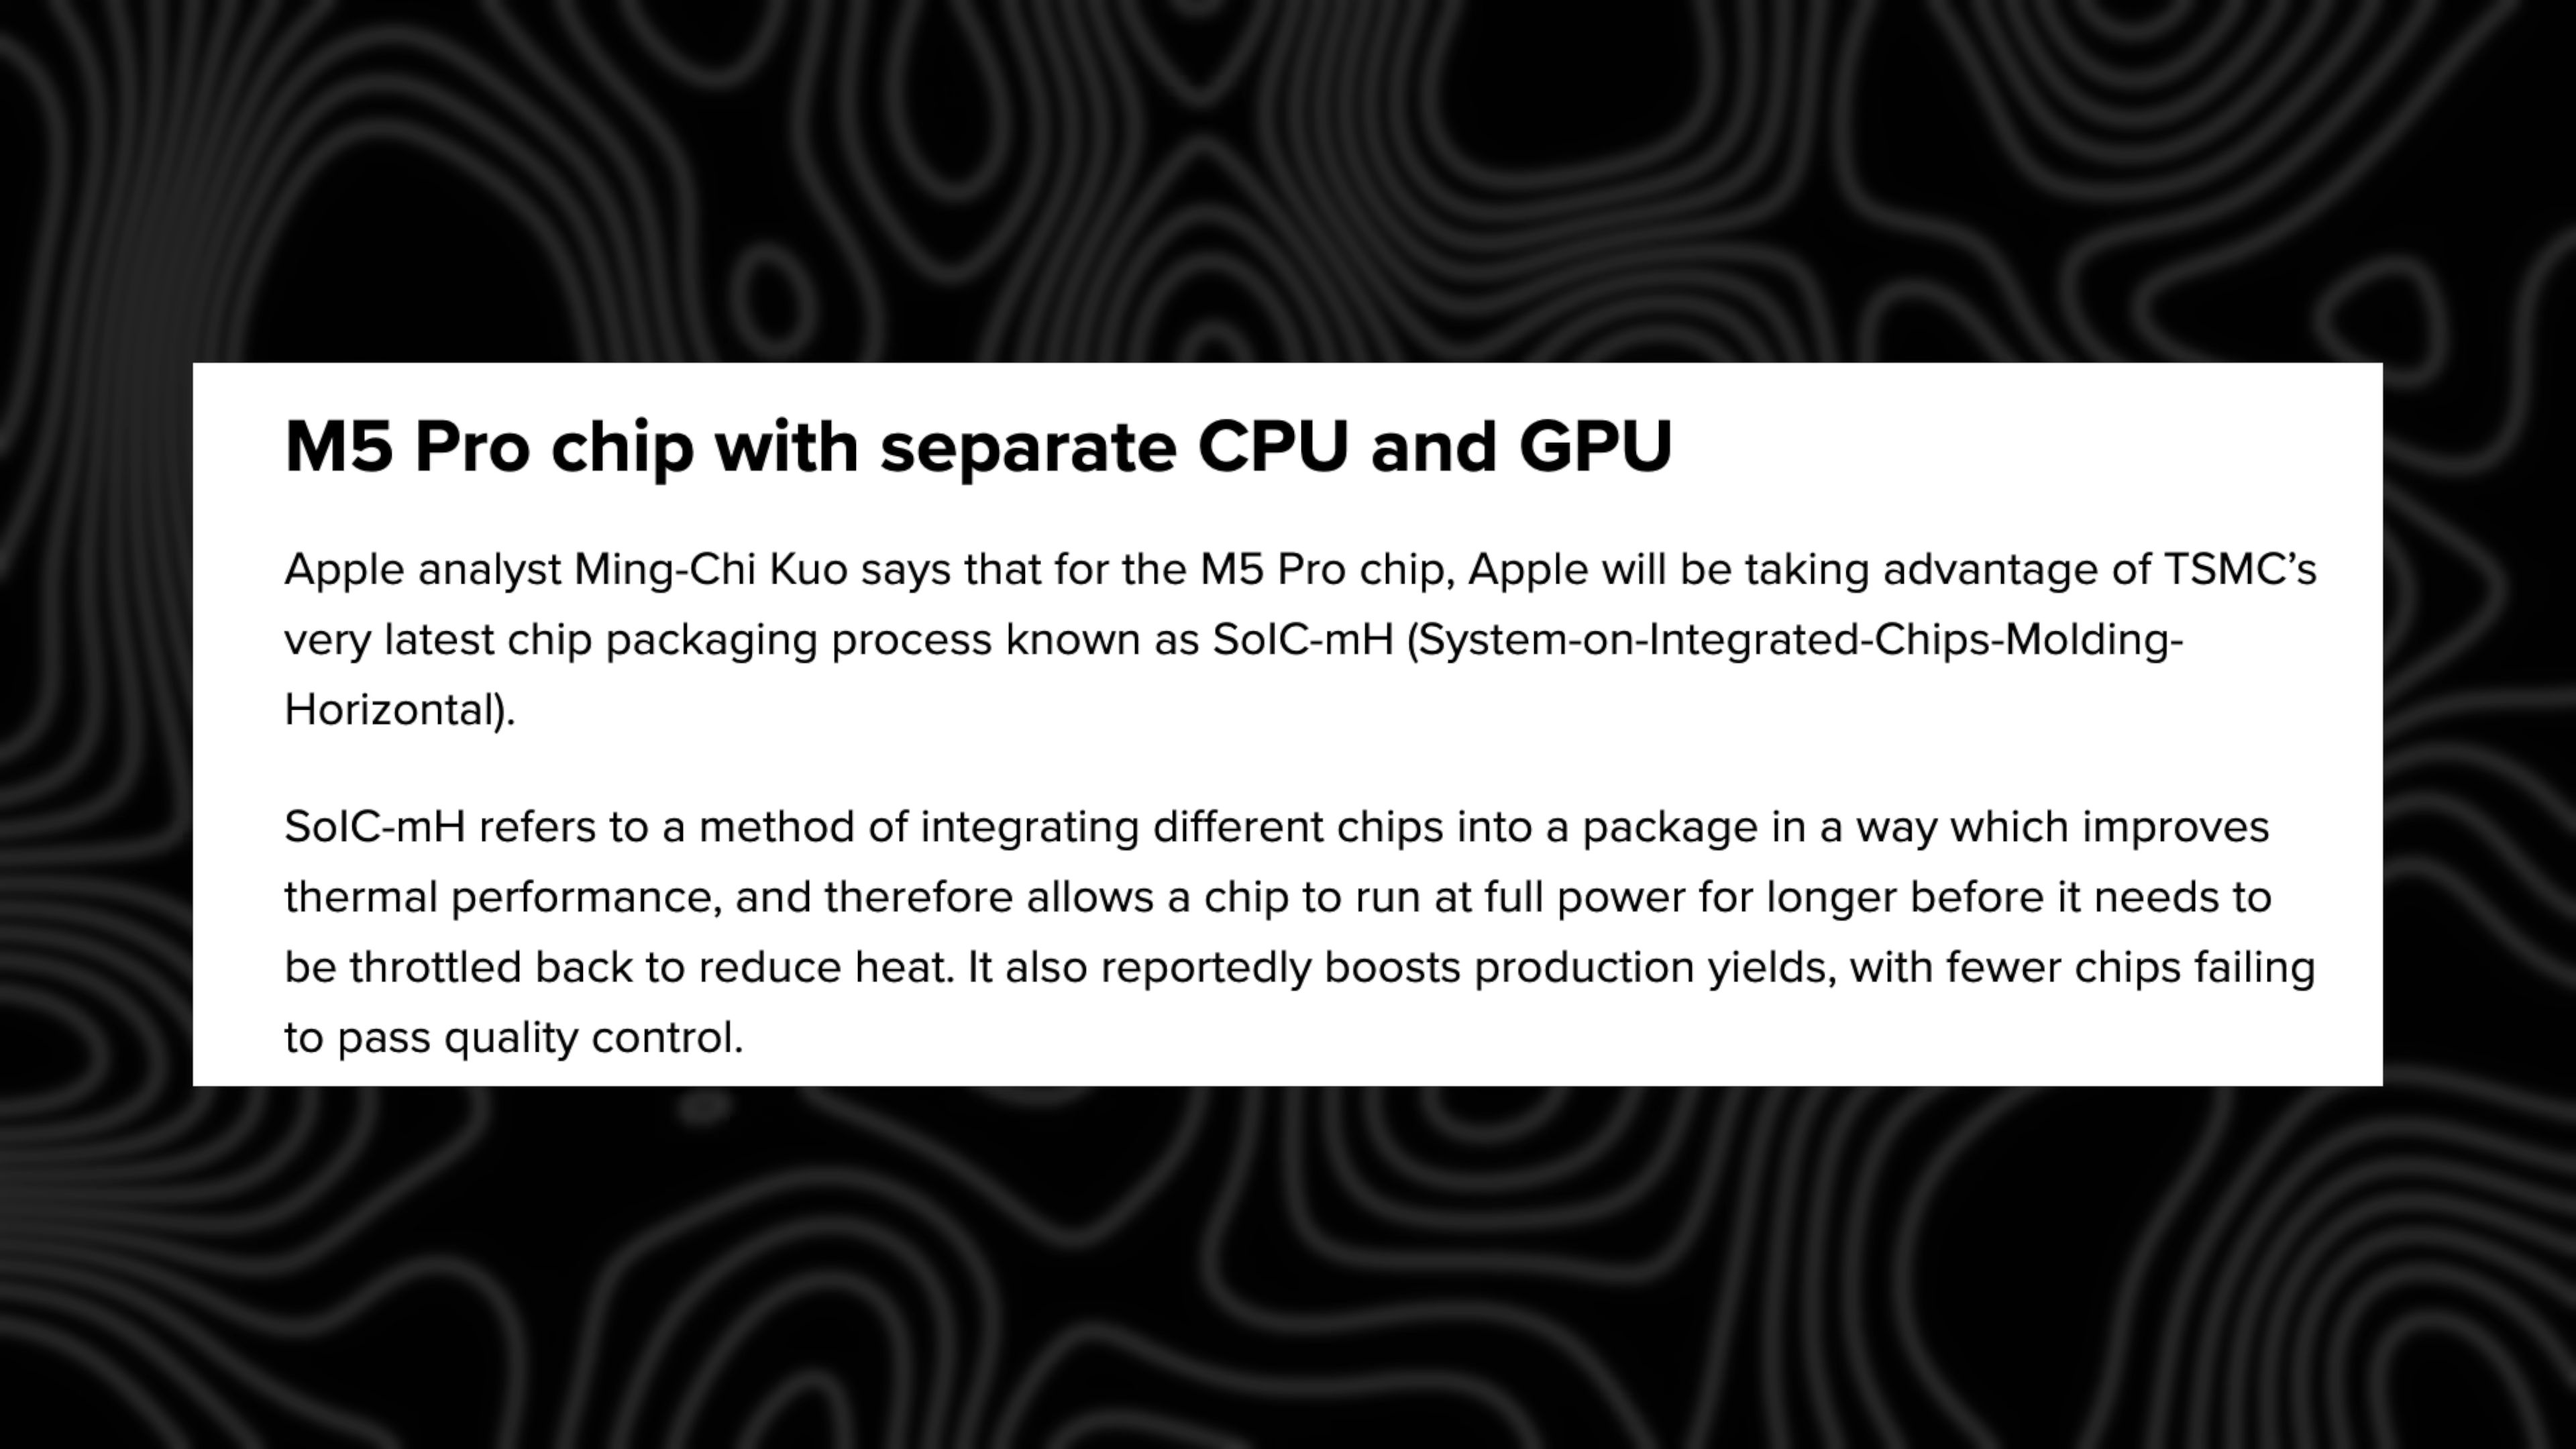 M5 Pro chip with separate CPU and GPU
Apple analyst Ming-Chi Kuo says that for the M5 Pro chip, Apple will be taking advantage of TSMC’s
very latest chip packaging process known as SoIC-mH (System-on-Integrated-Chips-Molding-
Horizontal).
SoIC-mH refers to a method of integrating different chips into a package in a way which improves
thermal performance, and therefore allows a chip to run at full power for longer before it needs to
be throttled back to reduce heat. It also reportedly boosts production yields, with fewer chips failing
to pass quality control.